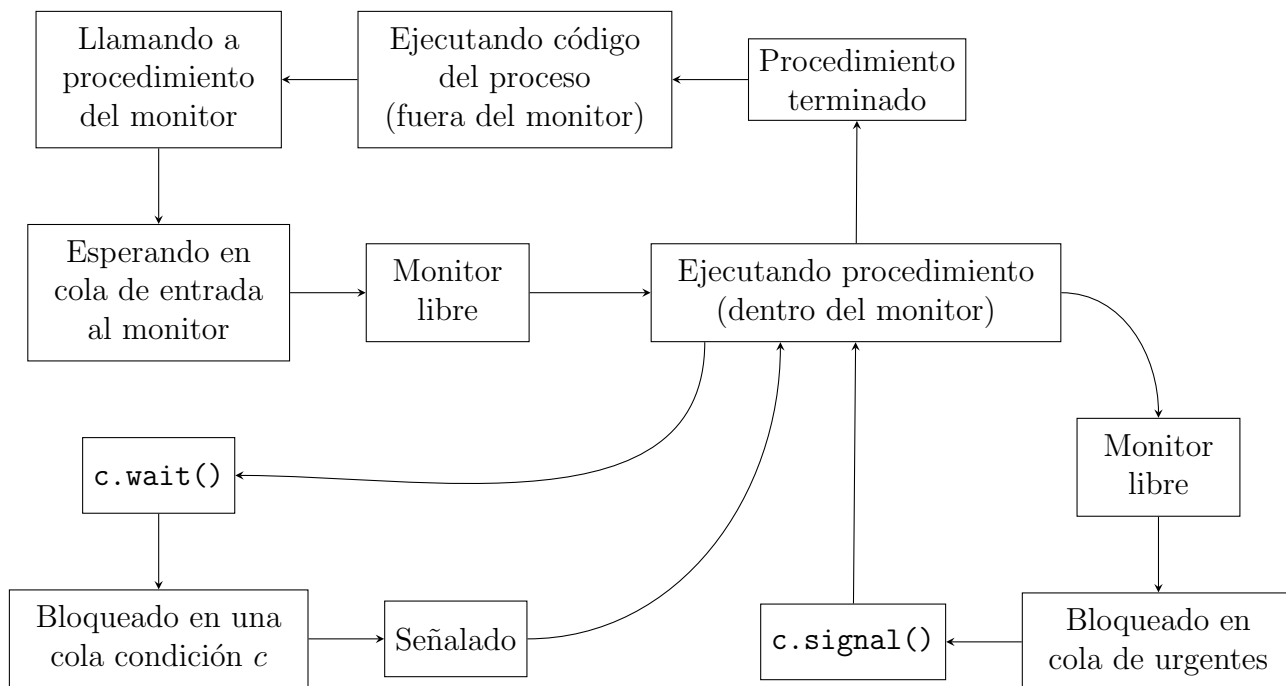 Llamando a
procedimiento
del monitor
Ejecutando código
del proceso
(fuera del monitor)
Procedimiento
terminado
Esperando en
cola de entrada
al monitor
Monitor
libre
Ejecutando procedimiento
(dentro del monitor)
c.wait()
Monitor
libre
Bloqueado en una
cola condición c
Señalado
c.signal()
Bloqueado en
cola de urgentes